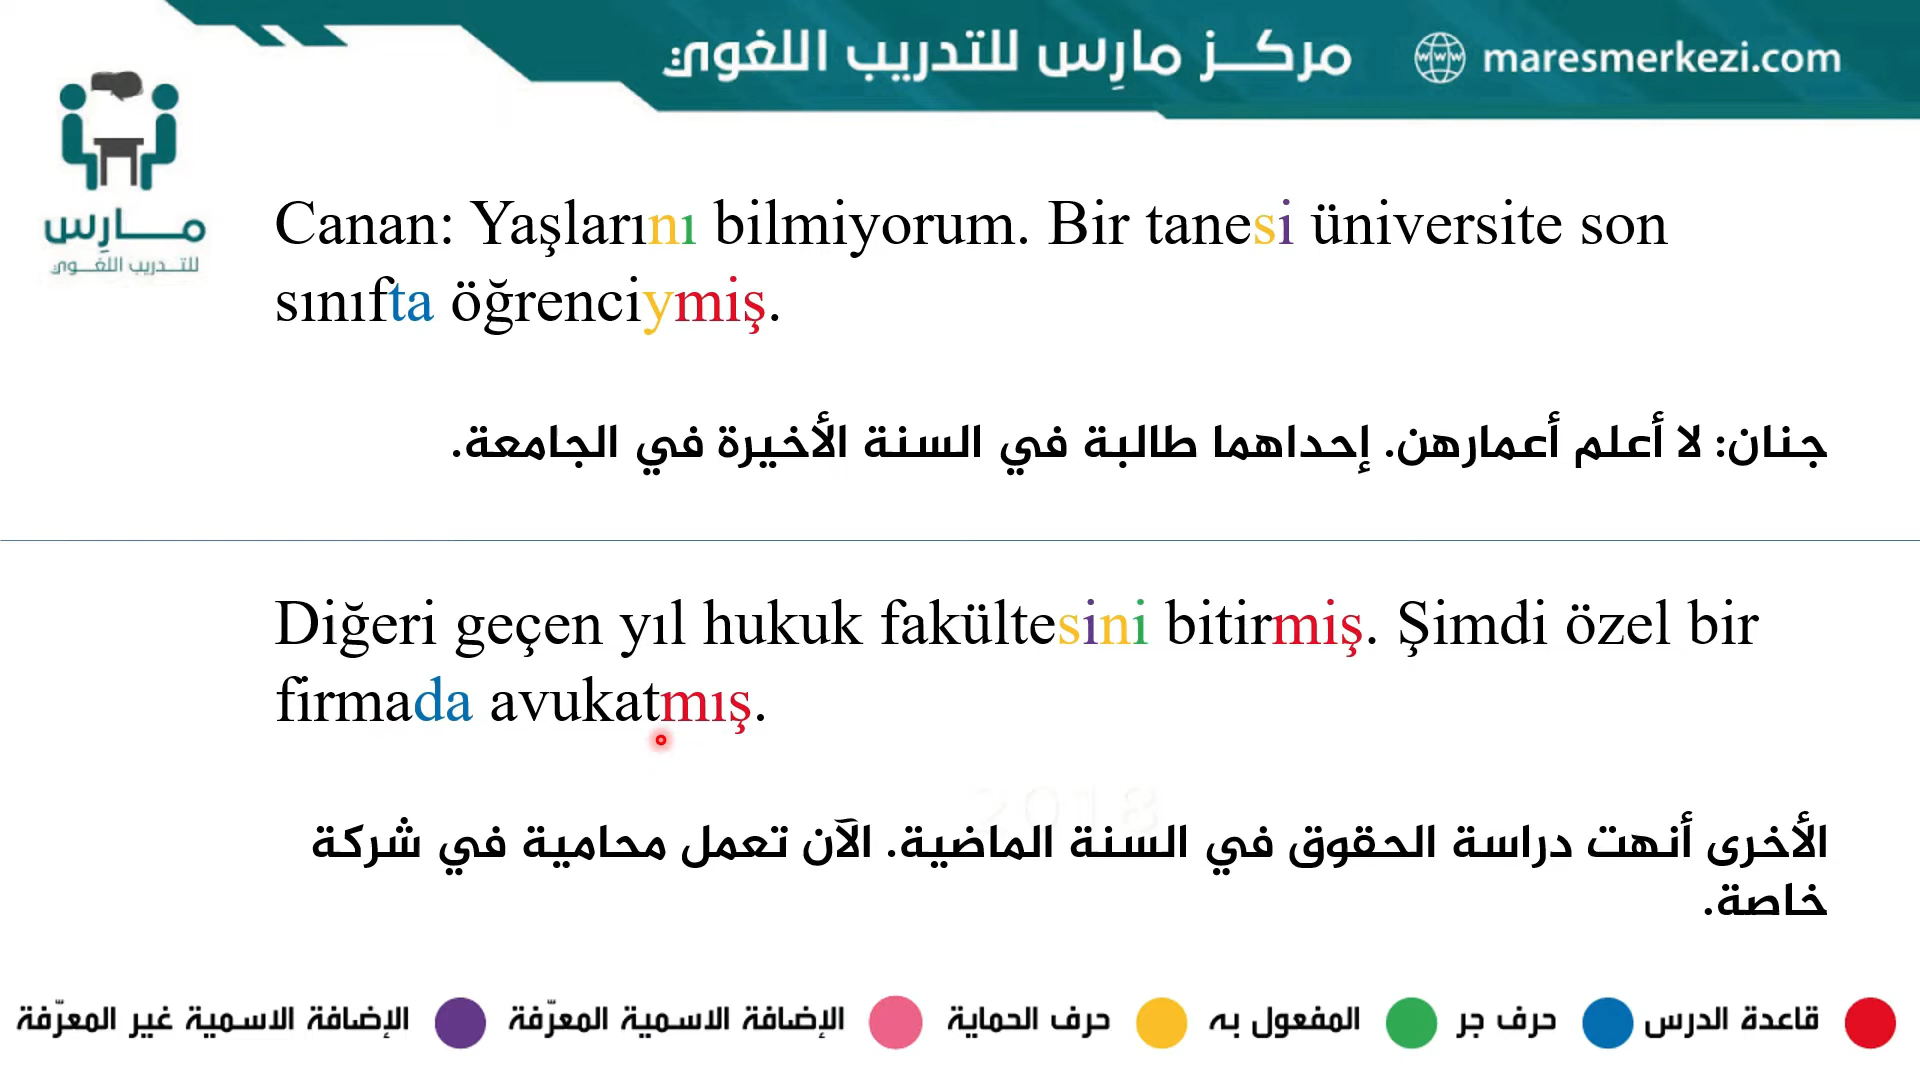 مركز مارِس للتدريب اللغوي
maresmerkezi.com
مـارِس
للتدريب اللغوي
Canan: Yaşlarını bilmiyorum. Bir tanesi üniversite son
sınıfta öğrenciymiş.
جنان: لا أعلم أعمارهن. إحداهما طالبة في السنة الأخيرة في الجامعة.
Diğeri geçen yıl hukuk fakültesini bitirmiş. Şimdi özel bir
firmada avukatmış.
2018
الأخرى أنهت دراسة الحقوق في السنة الماضية. الآن تعمل محامية في شركة
خاصة.
قاعدة الدرس حرف جر المفعول به حرف الحماية الإضافة الاسمية المعرّفة الإضافة الاسمية غير المعرّفة